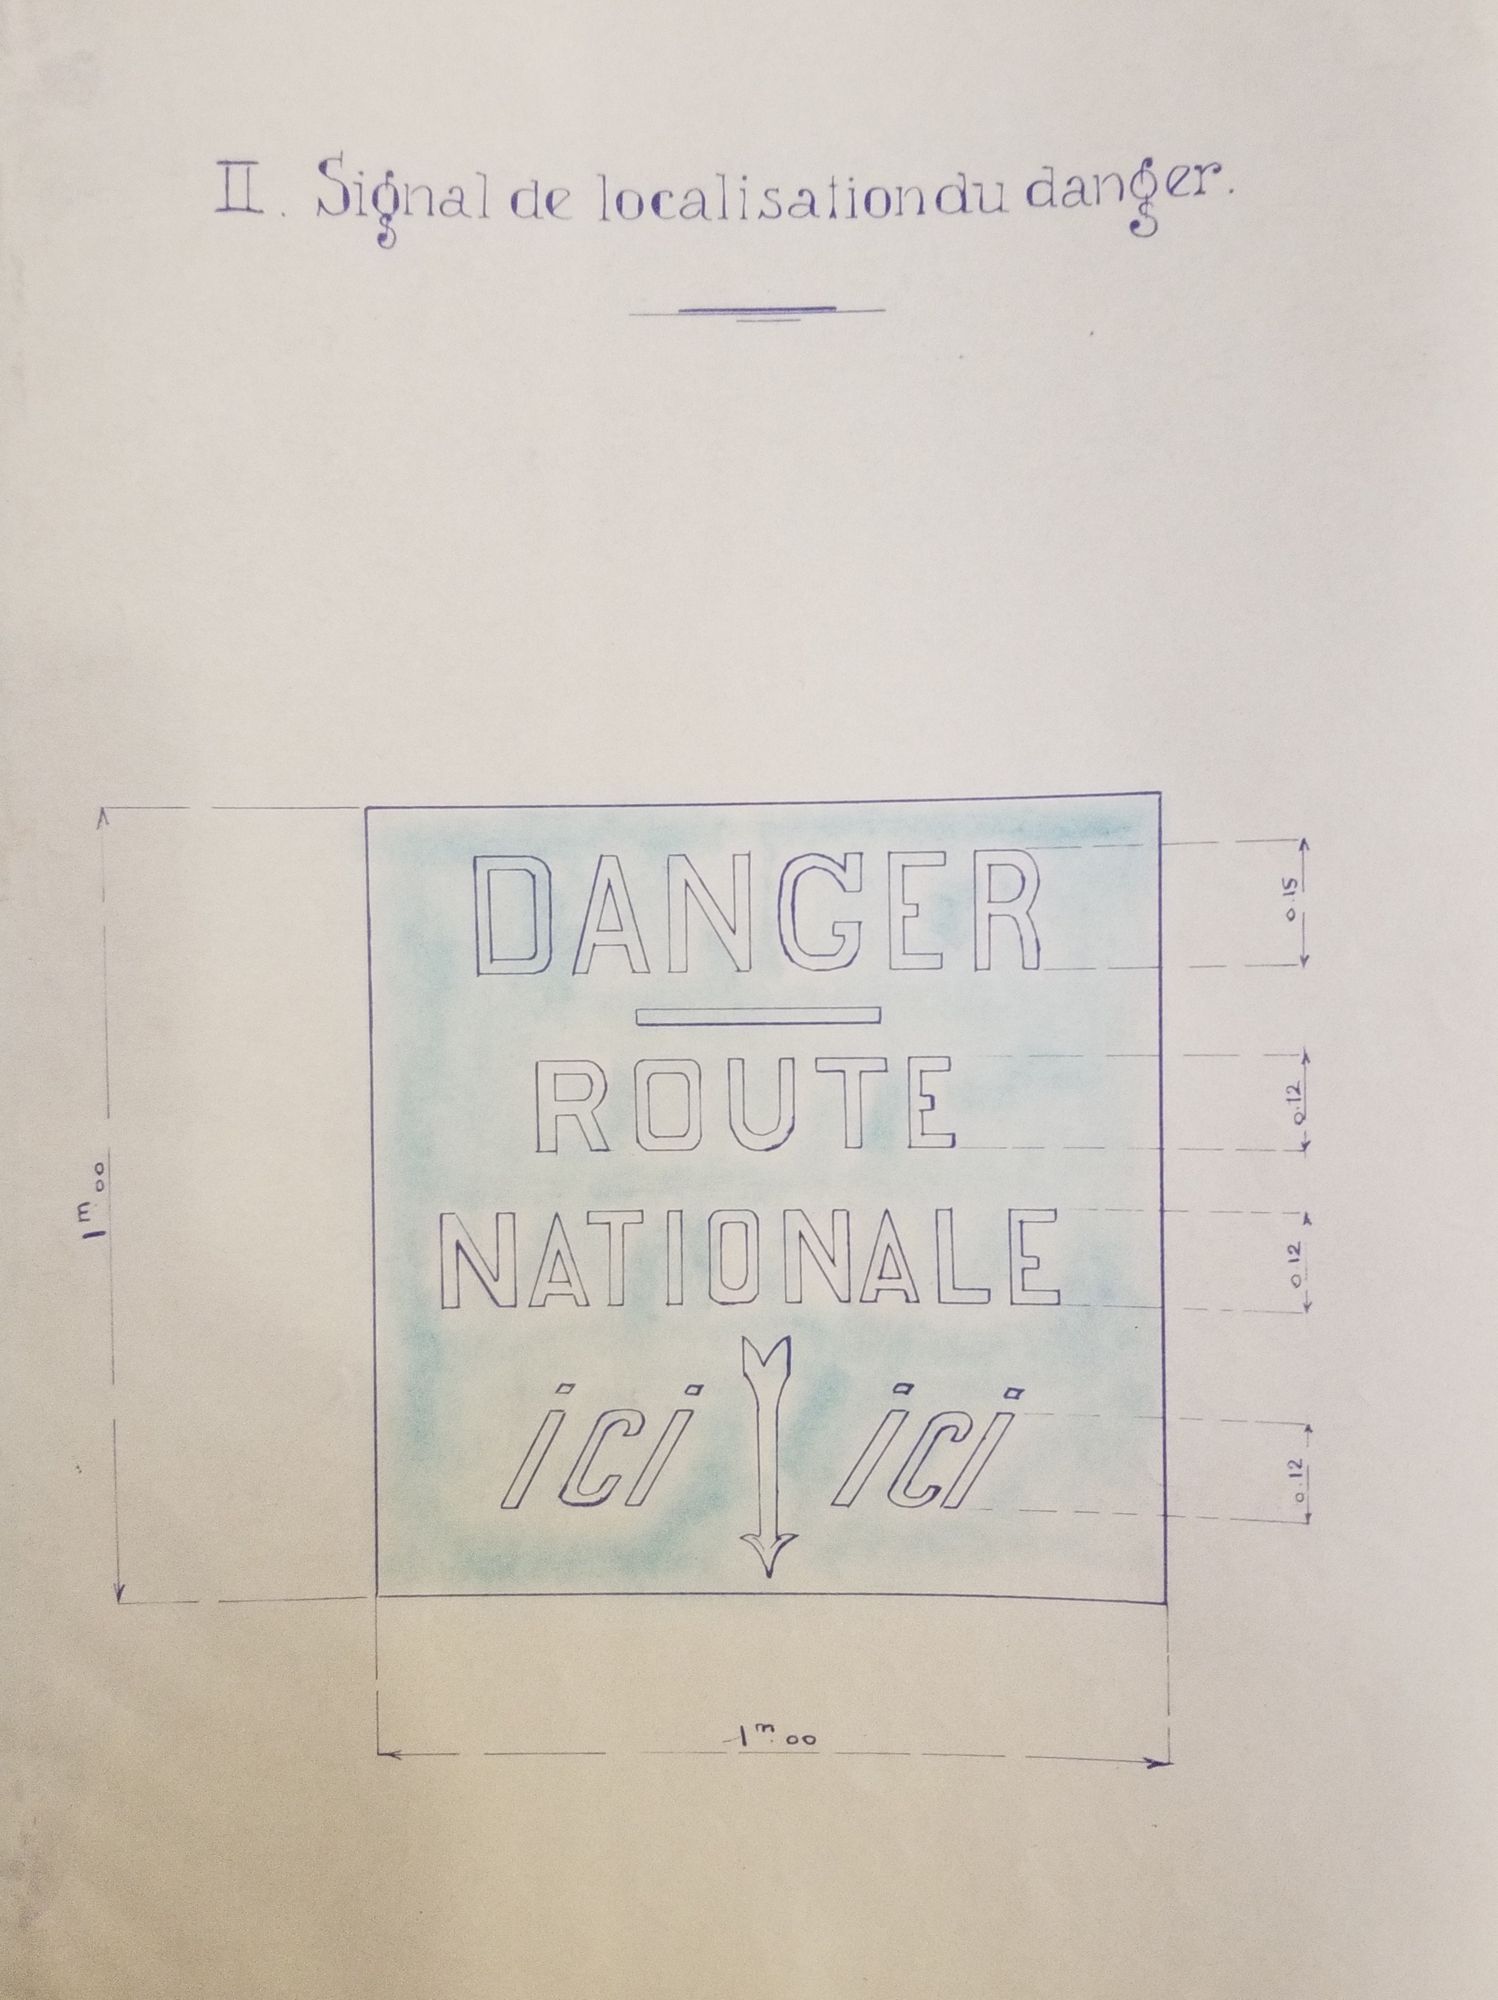 II. Signal de localisation du danger.
DANGER
0.15
ROUTE
0.12
NATIONALE
0.12
ici ici
0.12
1m.00
1m.00